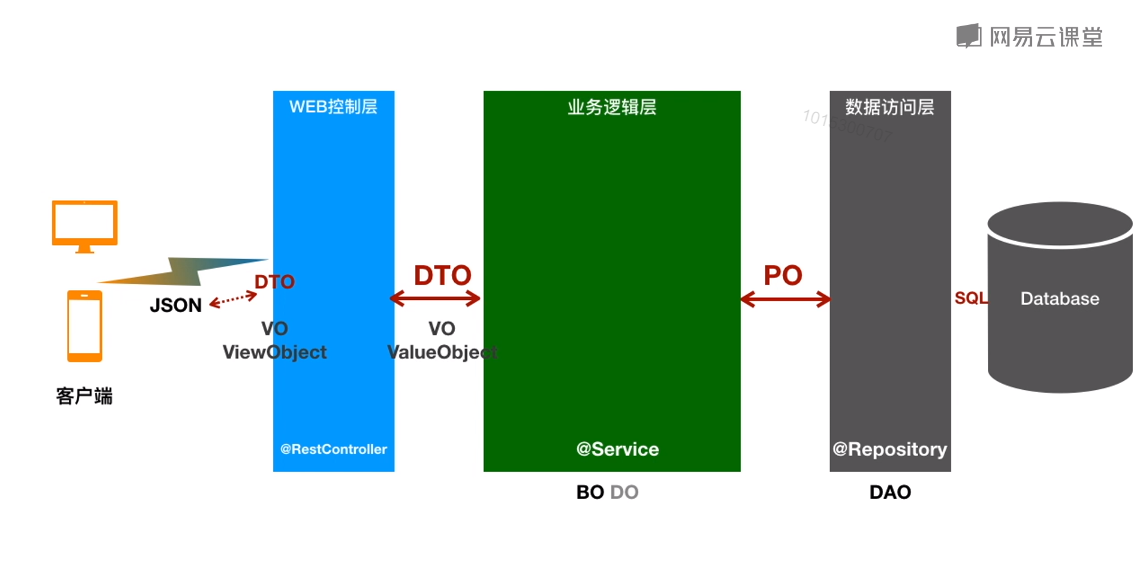 网易云课堂
WEB控制层
业务逻辑层
数据访问层
DTO
JSON
VO
ViewObject
客户端
@RestController
DTO
VO
ValueObject
@Service
BO DO
PO
@Repository
DAO
SQL
Database